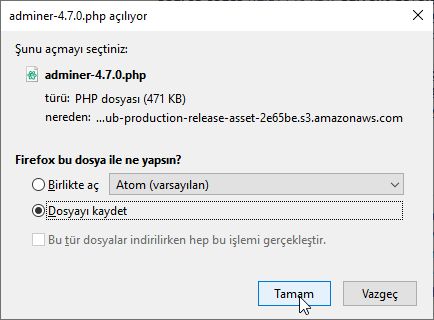 adminer-4.7.0.php açılıyor
Şunu açmayı seçtiniz:
adminer-4.7.0.php
türü: PHP dosyası (471 KB)
nereden: ...ub-production-release-asset-2e65be.s3.amazonaws.com
Firefox bu dosya ile ne yapsın?
Birlikte aç Atom (varsayılan)
Dosyayı kaydet
Bu tür dosyalar indirilirken hep bu işlemi gerçekleştir.
Tamam Vazgeç